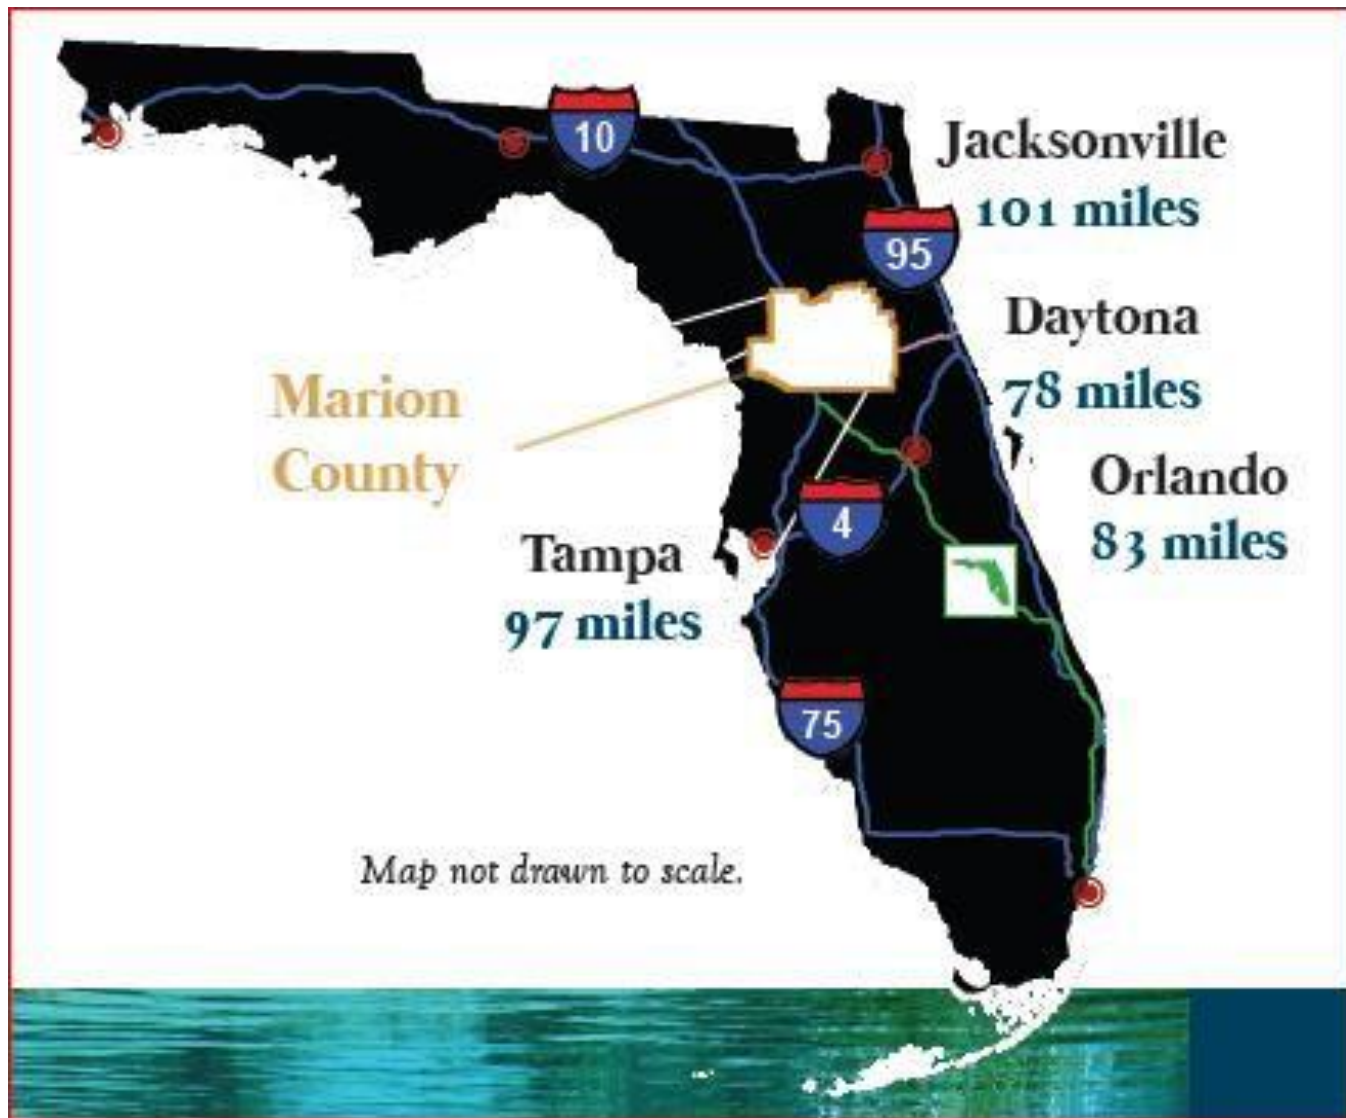 10
Jacksonville
101 miles
95
Daytona
78 miles
Marion
County
Orlando
83 miles
4
Tampa
97 miles
75
Map not drawn to scale.